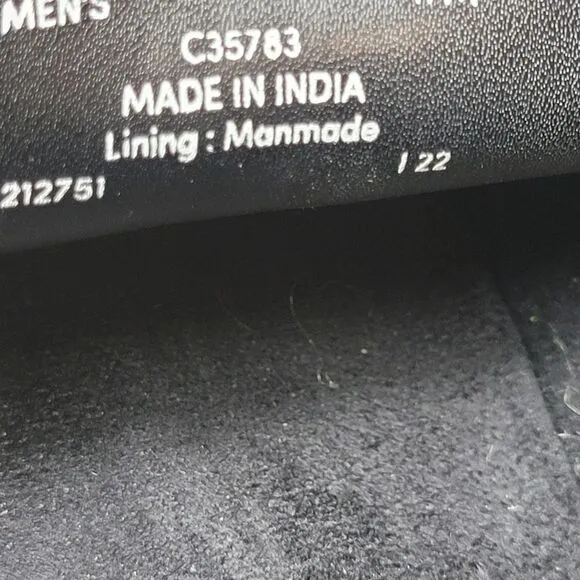 MEN'S
C35783
MADE IN INDIA
Lining : Manmade
212751
/ 22